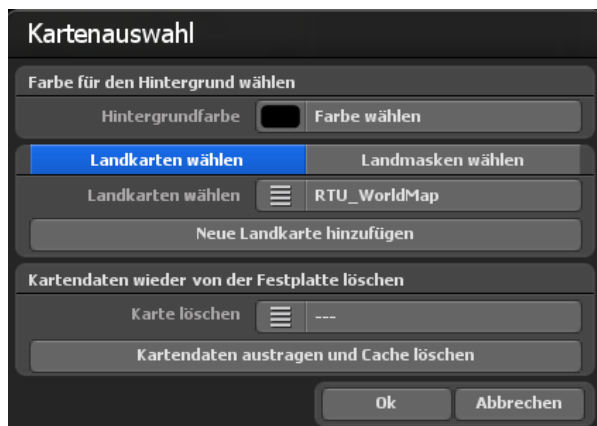 Kartenauswahl
Farbe für den Hintergrund wählen
Hintergrundfarbe Farbe wählen
Landkarten wählen Landmasken wählen
Landkarten wählen RTU_WorldMap
Neue Landkarte hinzufügen
Kartendaten wieder von der Festplatte löschen
Karte löschen ---
Kartendaten austragen und Cache löschen
Ok Abbrechen